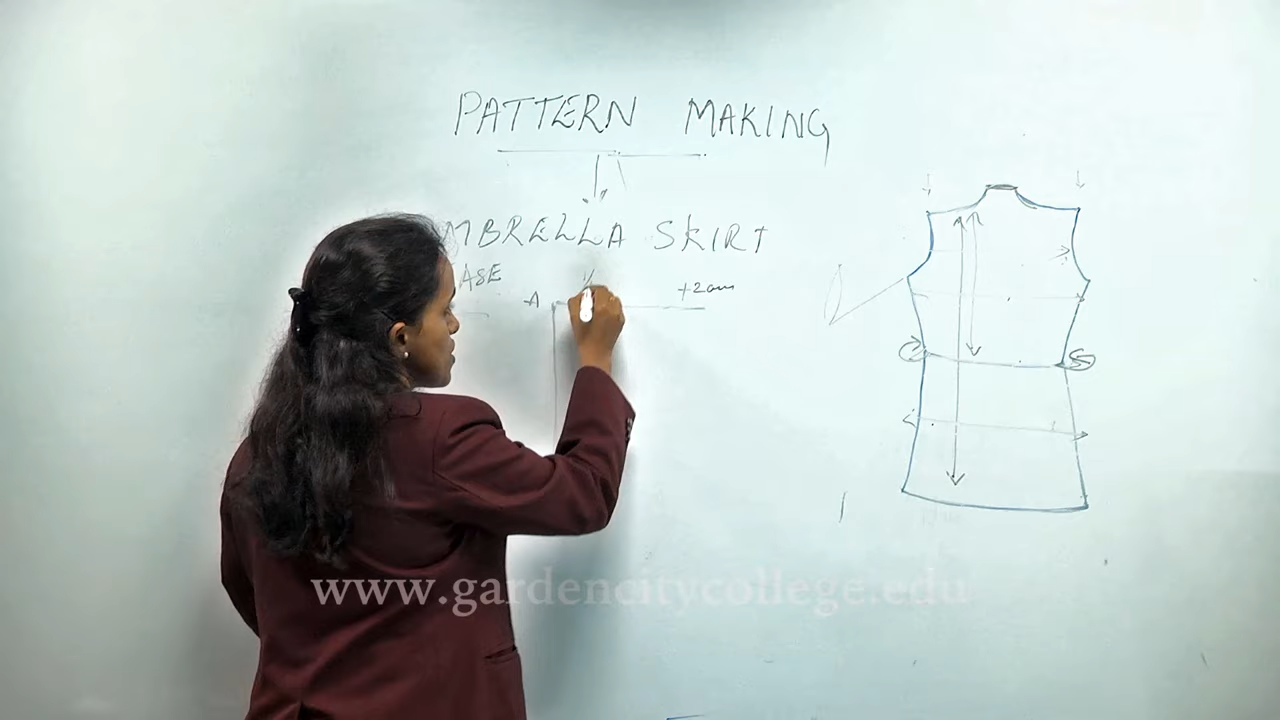 PATTERN MAKING
MBRELLA SKIRT
ASE
A
+2cm
www.gardencitycollege.edu